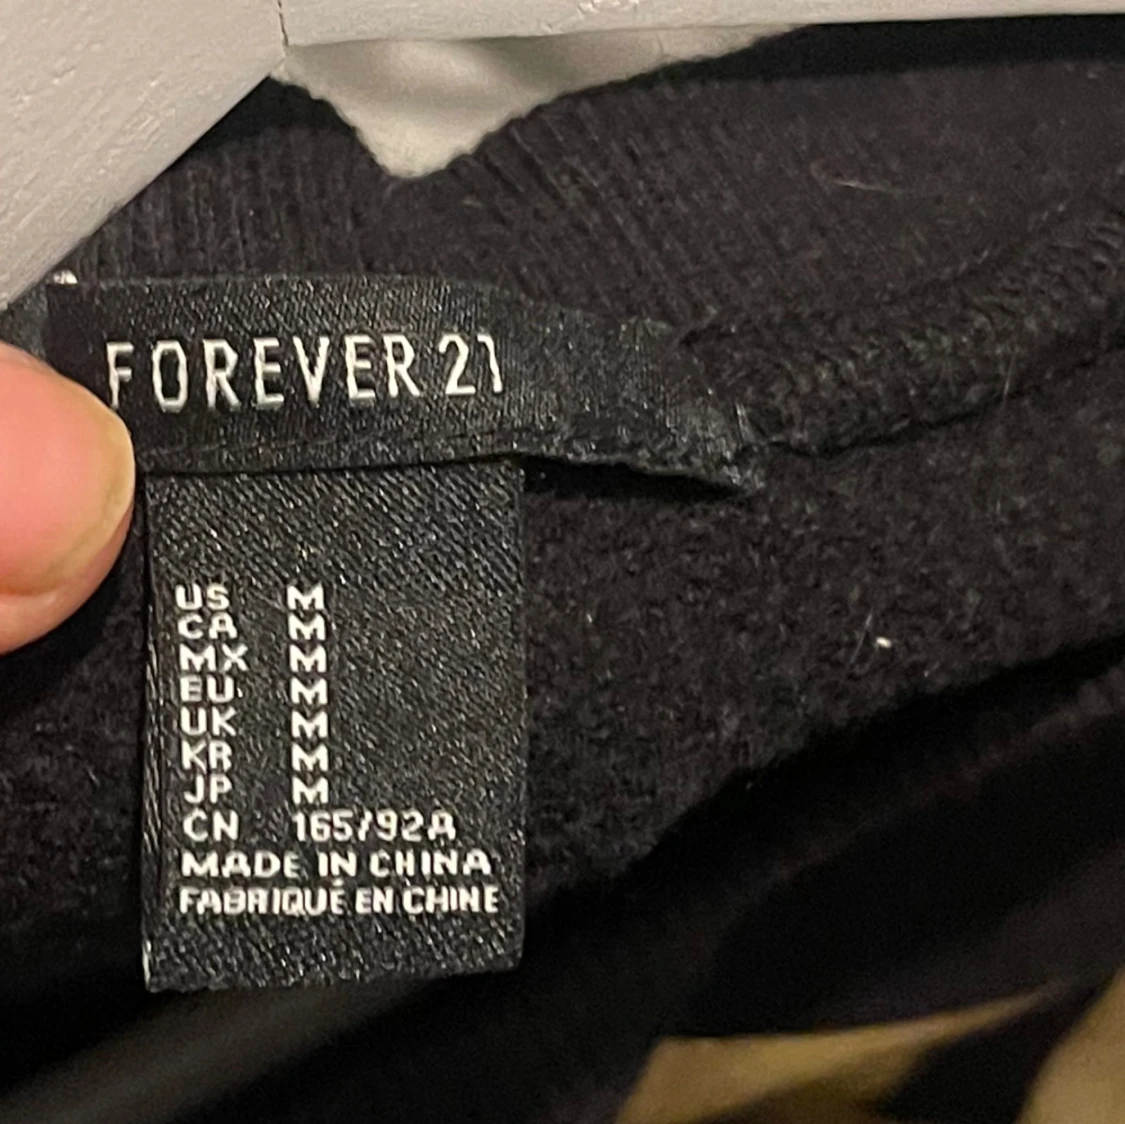 FOREVER 21
US M
CA M
MX M
EU M
UK M
KR M
JP M
CN 165/92A
MADE IN CHINA
FABRIQUÉ EN CHINE